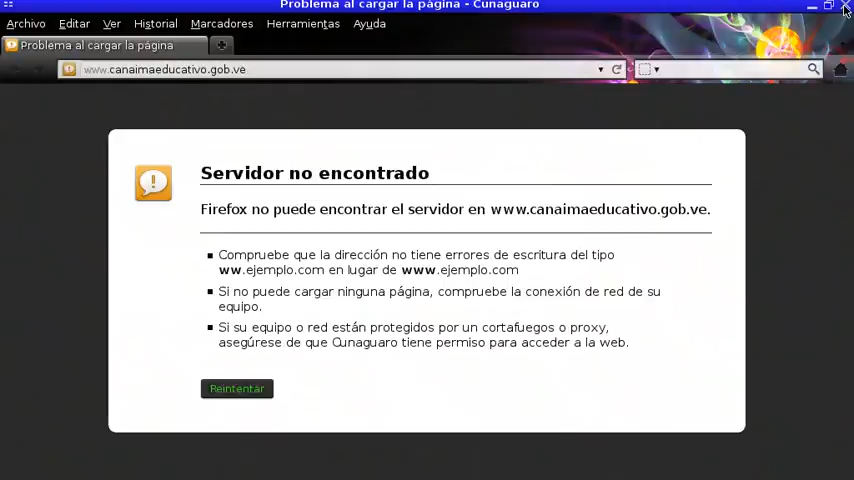 Problema al cargar la página - Cunaguaro
Archivo Editar Ver Historial Marcadores Herramientas Ayuda
Problema al cargar la página
www.canaimaeducativo.gob.ve
Servidor no encontrado
Firefox no puede encontrar el servidor en www.canaimaeducativo.gob.ve.
Compruebe que la dirección no tiene errores de escritura del tipo
ww.ejemplo.com en lugar de www.ejemplo.com
Si no puede cargar ninguna página, compruebe la conexión de red de su
equipo.
Si su equipo o red están protegidos por un cortafuegos o proxy,
asegúrese de que Cunaguaro tiene permiso para acceder a la web.
Reintentar